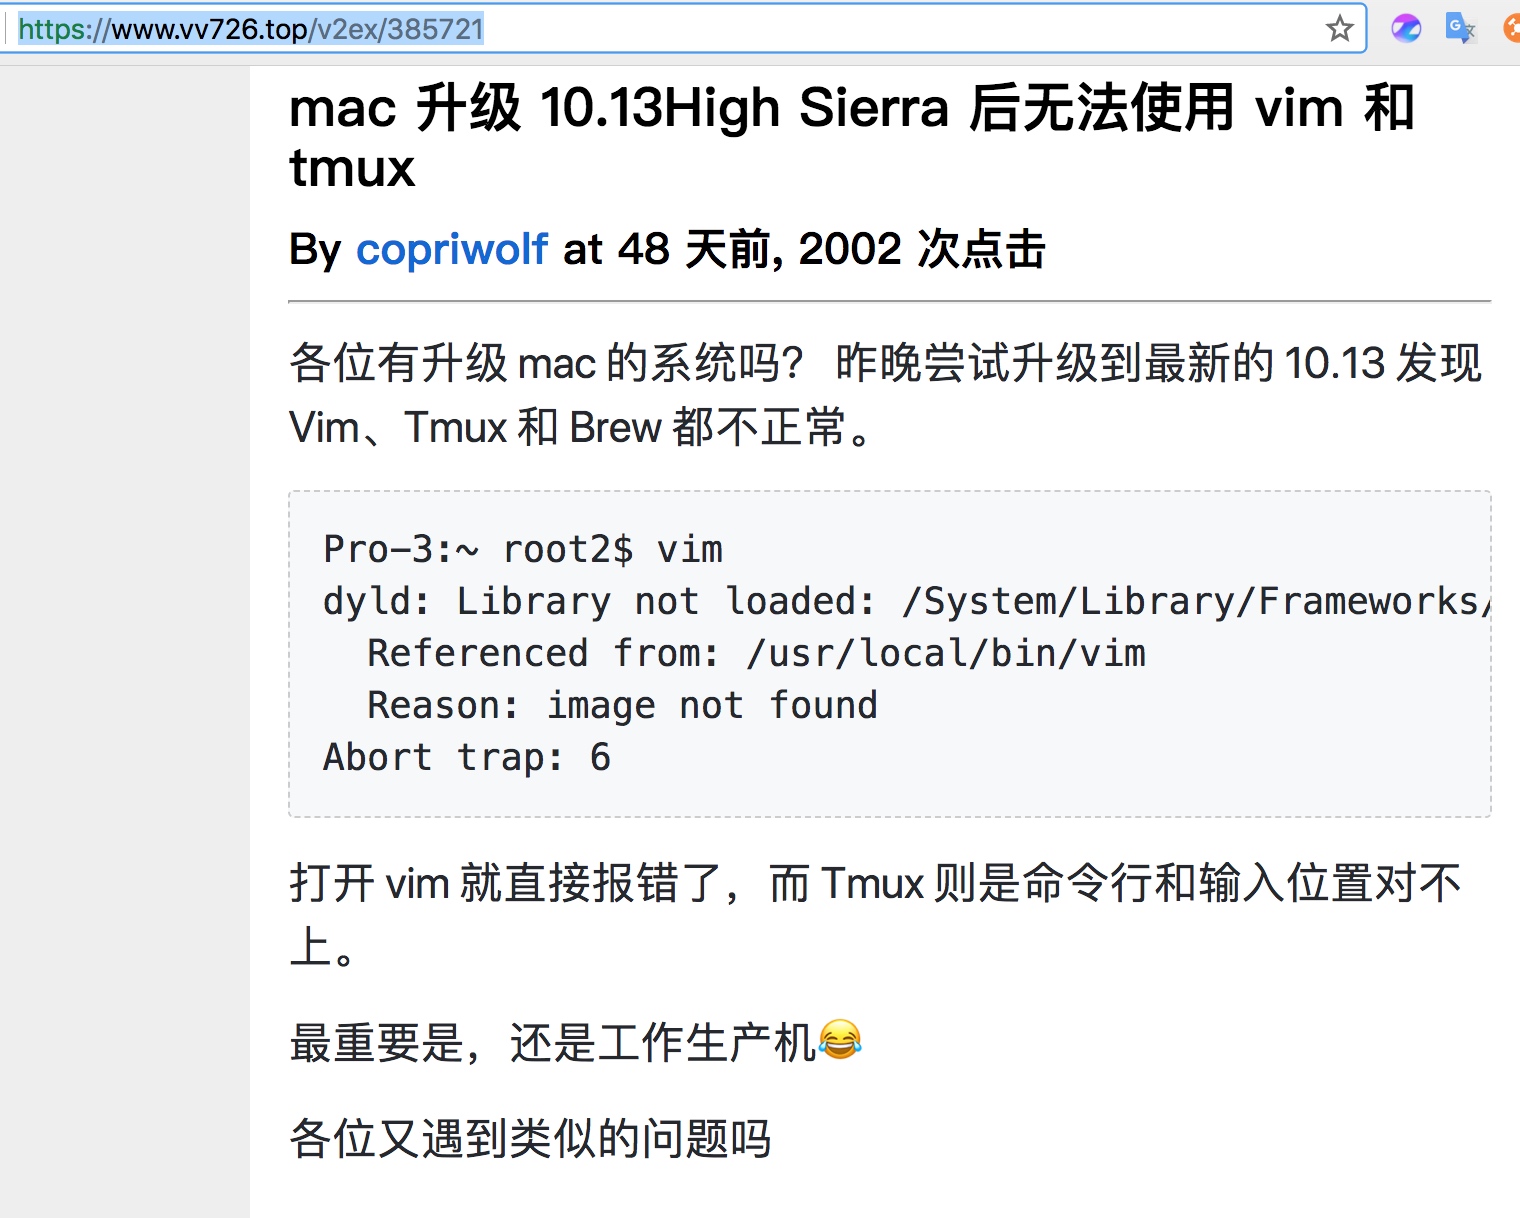 https://www.vv726.top/v2ex/385721
mac 升级 10.13High Sierra 后无法使用 vim 和
tmux
By copriwolf at 48 天前, 2002 次点击
各位有升级 mac 的系统吗？ 昨晚尝试升级到最新的 10.13 发现
Vim、Tmux 和 Brew 都不正常。
Pro-3:~ root2$ vim
dyld: Library not loaded: /System/Library/Frameworks/
Referenced from: /usr/local/bin/vim
Reason: image not found
Abort trap: 6
打开 vim 就直接报错了，而 Tmux 则是命令行和输入位置对不
上。
最重要是，还是工作生产机😂
各位又遇到类似的问题吗